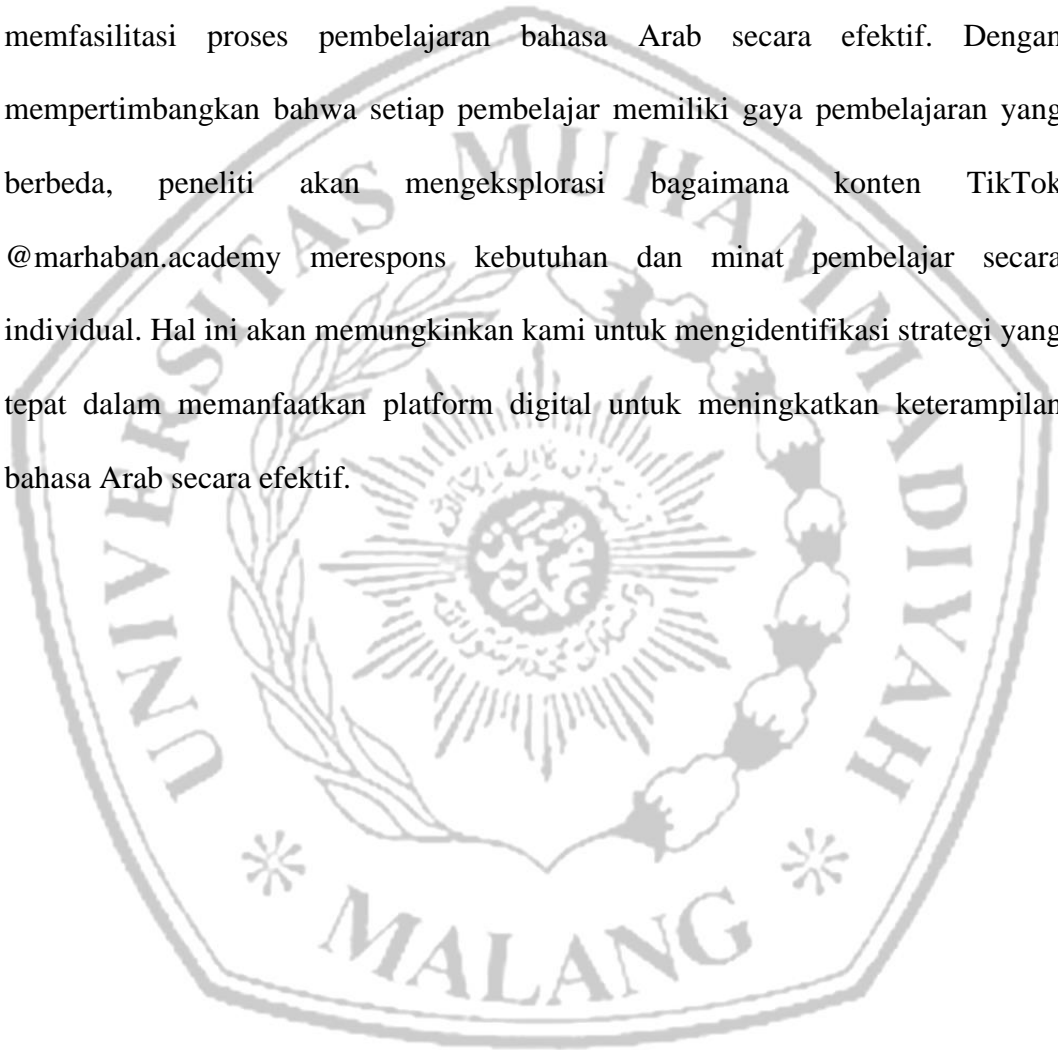 memfasilitasi proses pembelajaran bahasa Arab secara efektif. Dengan
mempertimbangkan bahwa setiap pembelajar memiliki gaya pembelajaran yang
berbeda, peneliti akan mengeksplorasi bagaimana konten TikTok
@marhaban.academy merespons kebutuhan dan minat pembelajar secara
individual. Hal ini akan memungkinkan kami untuk mengidentifikasi strategi yang
tepat dalam memanfaatkan platform digital untuk meningkatkan keterampilan
bahasa Arab secara efektif.
UNIVERSITAS MUHAMMADIYAH
MALANG